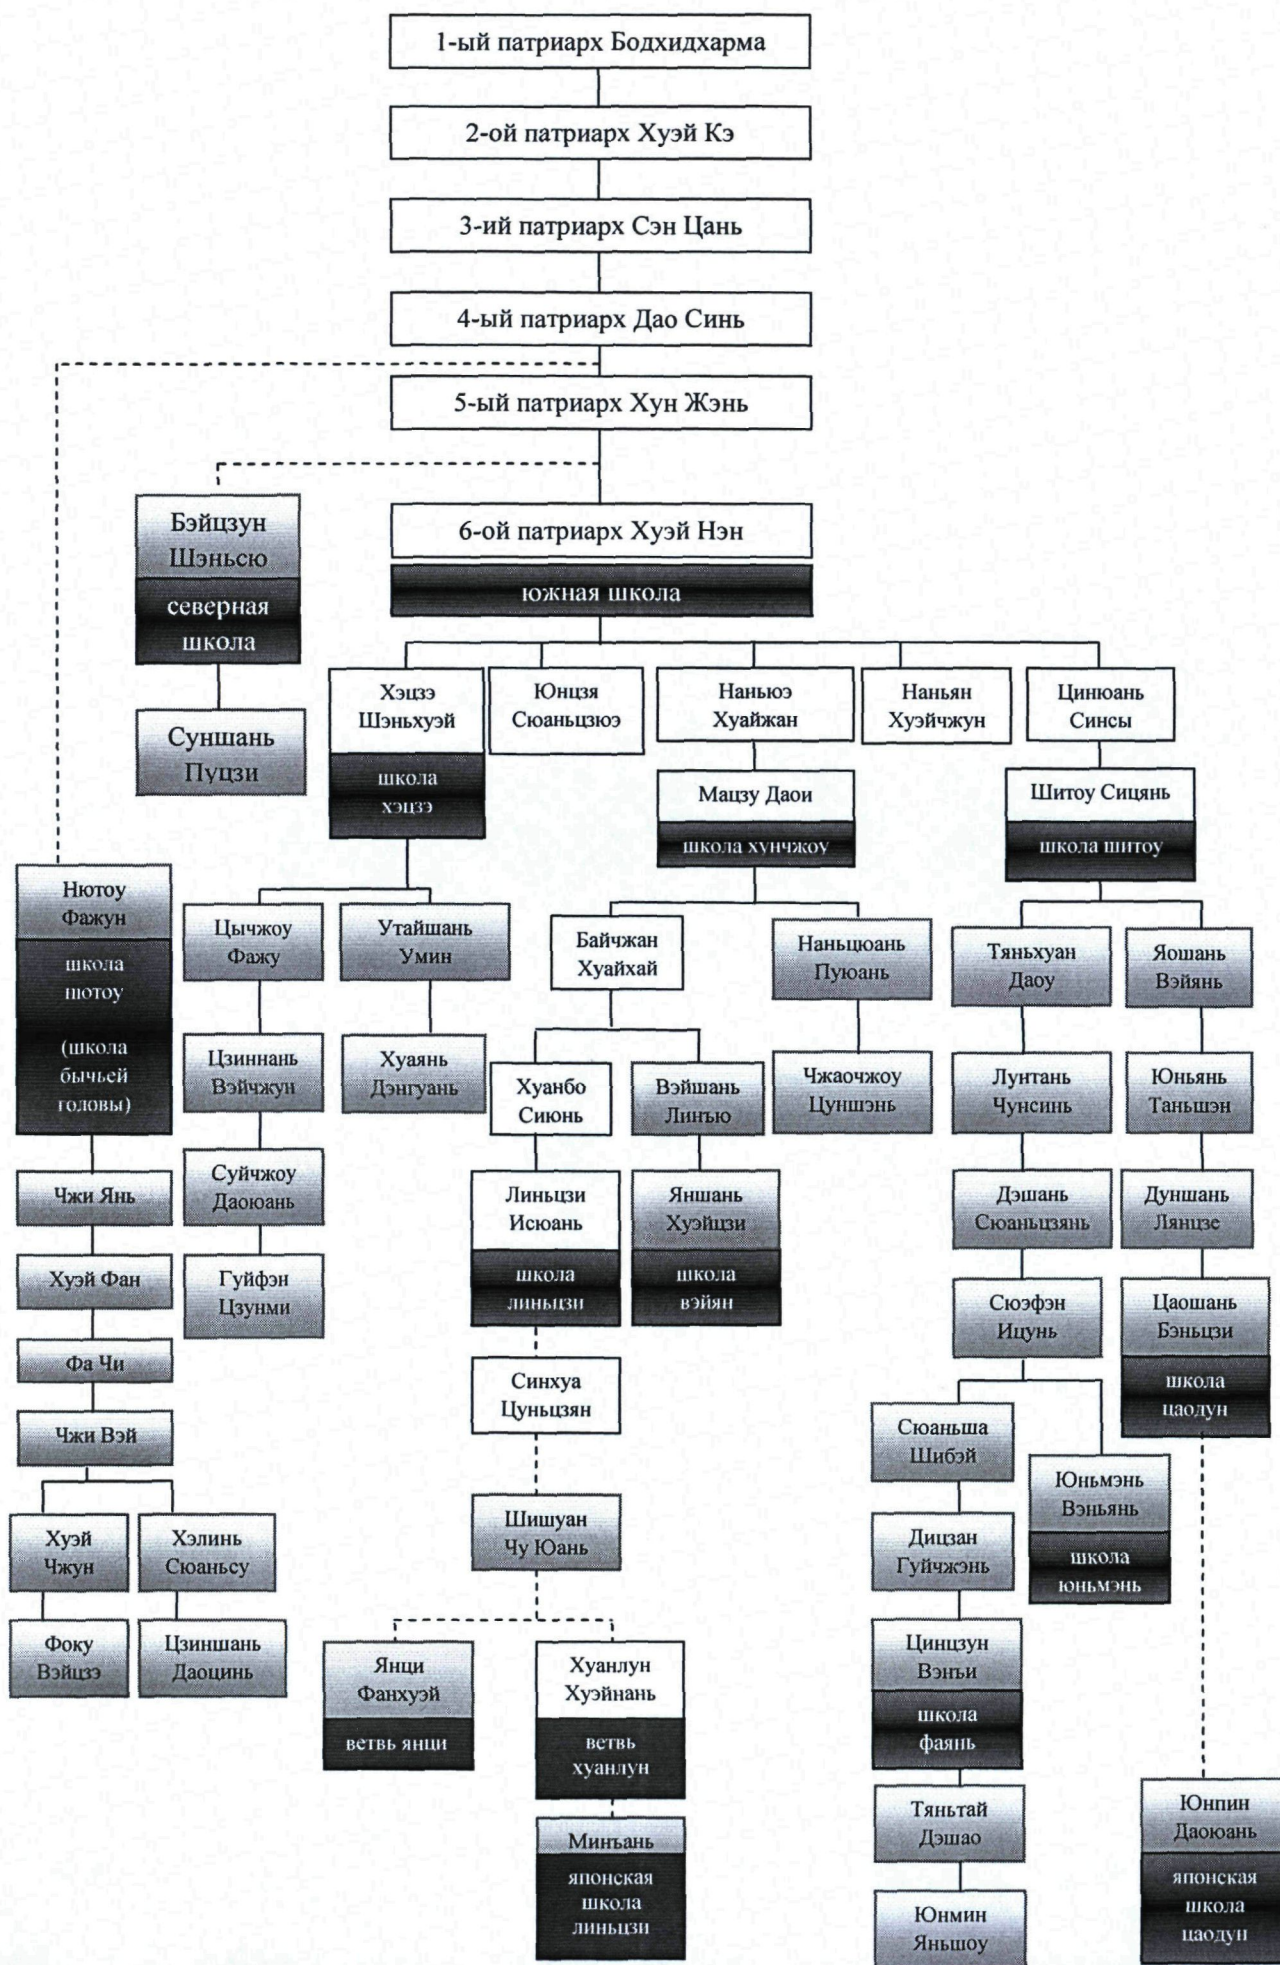 1-ый патриарх Бодхидхарма
2-ой патриарх Хуэй Кэ
3-ий патриарх Сэн Цань
4-ый патриарх Дао Синь
5-ый патриарх Хун Жэнь
6-ой патриарх Хуэй Нэн
южная школа
Бэйцзун
Шэньсю
северная
школа
Суншань
Пуцзи
Хэцзэ
Шэньхуэй
школа
хэцзэ
Юнцзя
Сюаньцзюэ
Наньюэ
Хуайжан
Наньян
Хуэйчжун
Цинюань
Синсы
Мацзу Даои
школа хунчжоу
Шитоу Сицянь
школа шитоу
Нютоу
Фажун
школа
нютоу
(школа
бычьей
головы)
Чжи Янь
Хуэй Фан
Фа Чи
Чжи Вэй
Хуэй
Чжун
Хэлинь
Сюаньсу
Фоку
Вэйцзэ
Цзиншань
Даоцинь
Цычжоу
Фажу
Утайшань
Умин
Цзиннань
Вэйчжун
Хуаянь
Дэнгуань
Суйчжоу
Даоюань
Гуйфэн
Цзунми
Байчжан
Хуайхай
Наньцюань
Пуюань
Хуанбо
Сиюнь
Вэйшань
Линъю
Чжаочжоу
Цуншэнь
Линьцзи
Исюань
школа
линьцзи
Яншань
Хуэйцзи
школа
вэйян
Синхуа
Цуньцзян
Шишуан
Чу Юань
Янци
Фанхуэй
ветвь янци
Хуанлун
Хуэйнань
ветвь
хуанлун
Минъань
японская
школа
линьцзи
Тяньхуан
Даоу
Яошань
Вэйянь
Лунтань
Чунсинь
Юньянь
Таньшэн
Дэшань
Сюаньцзянь
Дуншань
Лянцзе
Сюэфэн
Ицунь
Цаошань
Бэньцзи
школа
цаодун
Сюаньша
Шибэй
Юньмэнь
Вэньянь
школа
юньмэнь
Дицзан
Гуйчжэнь
Цинцзун
Вэнъи
школа
фаянь
Тяньтай
Дэшао
Юнмин
Яньшоу
Юнпин
Даоюань
японская
школа
цаодун